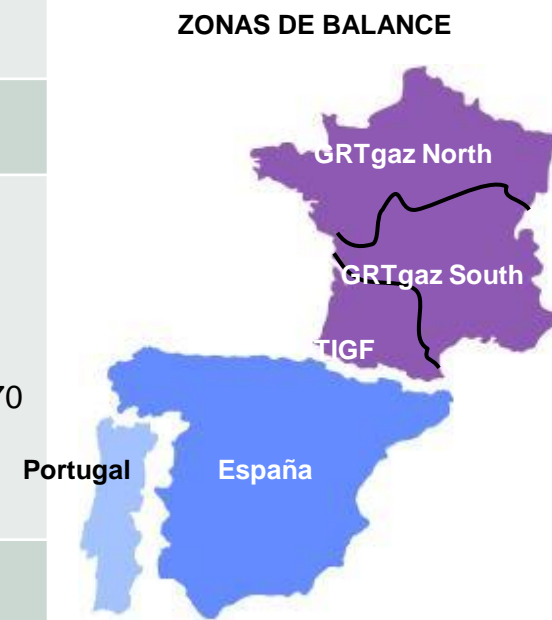 ZONAS DE BALANCE
GRTgaz North
GRTgaz South
TIGF
Portugal
España